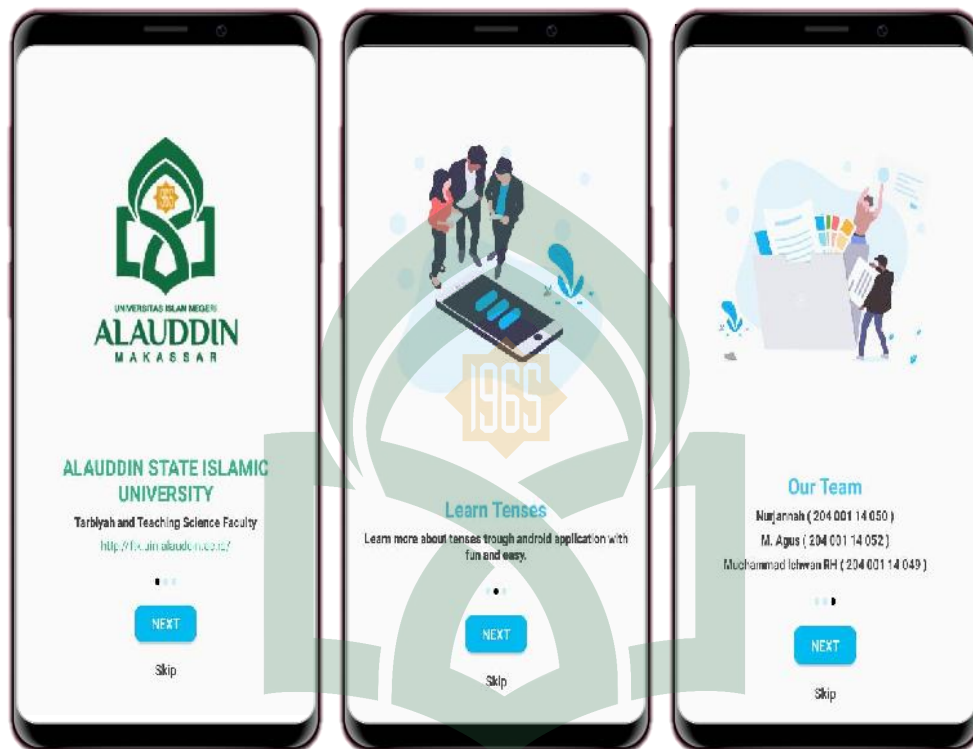 1965
UNIVERSITAS ISLAN NEGERI
ALAUDDIN
MAKASSAR
ALAUDDIN STATE ISLAMIC
UNIVERSITY
Tarbiyah and Teaching Science Faculty
NEXT
Skip
1965
Learn Tenses
Learn more about tenses trough android application with
fun and easy.
NEXT
Skip
Our Team
Nurjannah ( 204 001 14 050 )
M. Agus ( 204 001 14 052 )
Muchammad Ichwan RH ( 204 001 14 049 )
NEXT
Skip